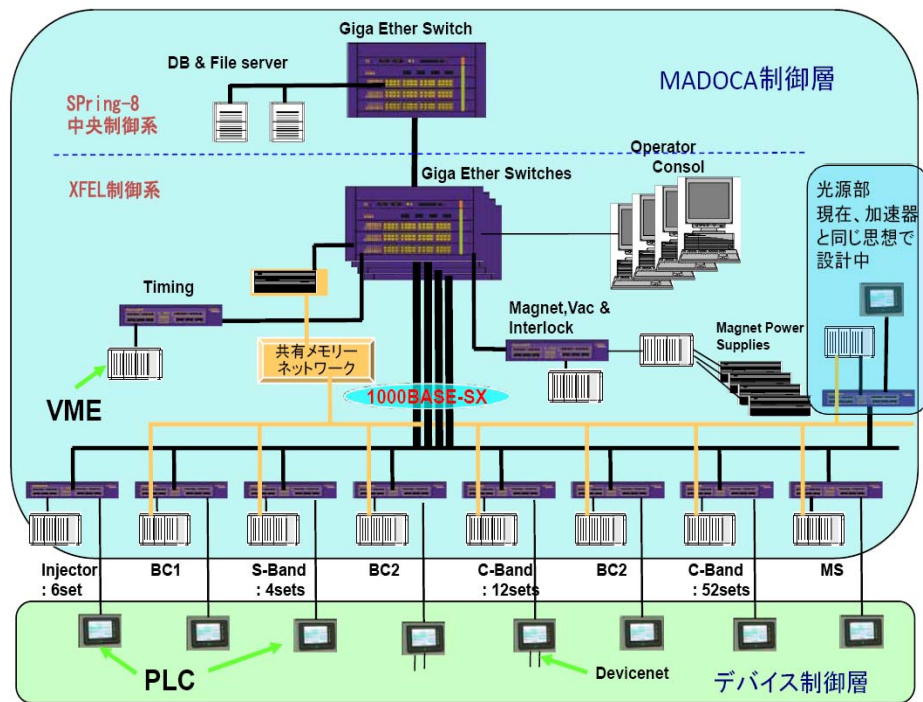 Giga Ether Switch
DB & File server
MADOCA制御層
SPring-8
中央制御系
Operator
Consol
XFEL制御系
Giga Ether Switches
光源部
現在、加速器
と同じ思想で
設計中
Timing
Magnet,Vac &
Interlock
Magnet Power
Supplies
共有メモリー
ネットワーク
VME
1000BASE-SX
Injector
: 6set
BC1
S-Band
: 4sets
BC2
C-Band
: 12sets
BC2
C-Band
: 52sets
MS
PLC
Devicenet
デバイス制御層